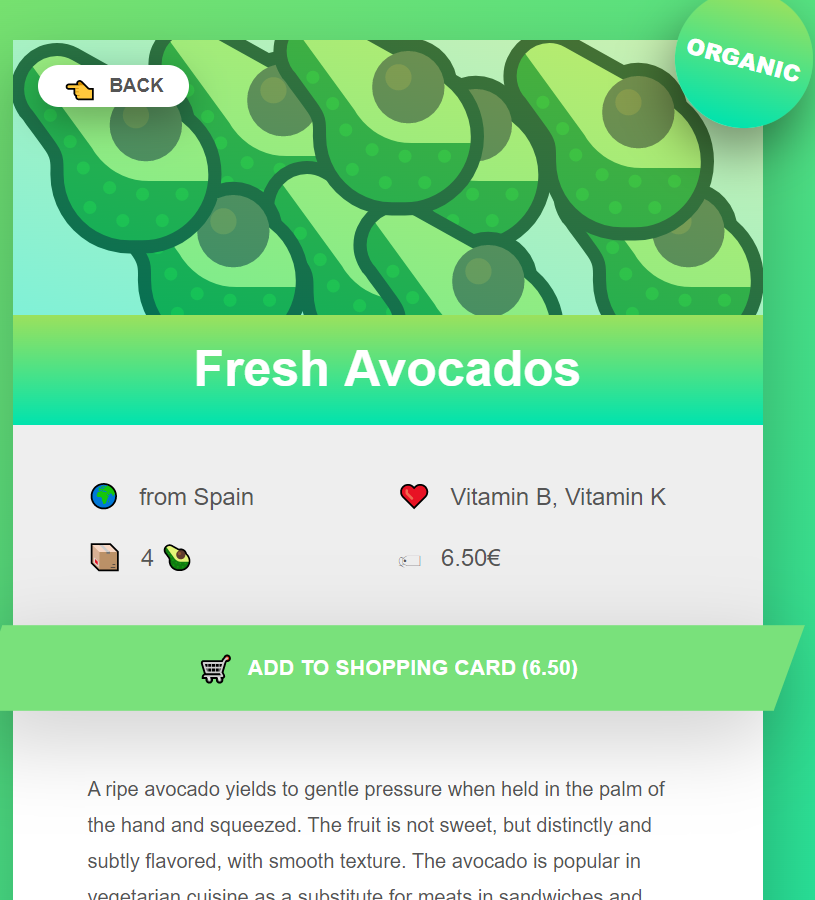 ORGANIC
BACK
Fresh Avocados
from Spain
Vitamin B, Vitamin K
4
6.50€
ADD TO SHOPPING CARD (6.50)
A ripe avocado yields to gentle pressure when held in the palm of
the hand and squeezed. The fruit is not sweet, but distinctly and
subtly flavored, with smooth texture. The avocado is popular in
vegetarian cuisine as a substitute for meats in sandwiches and